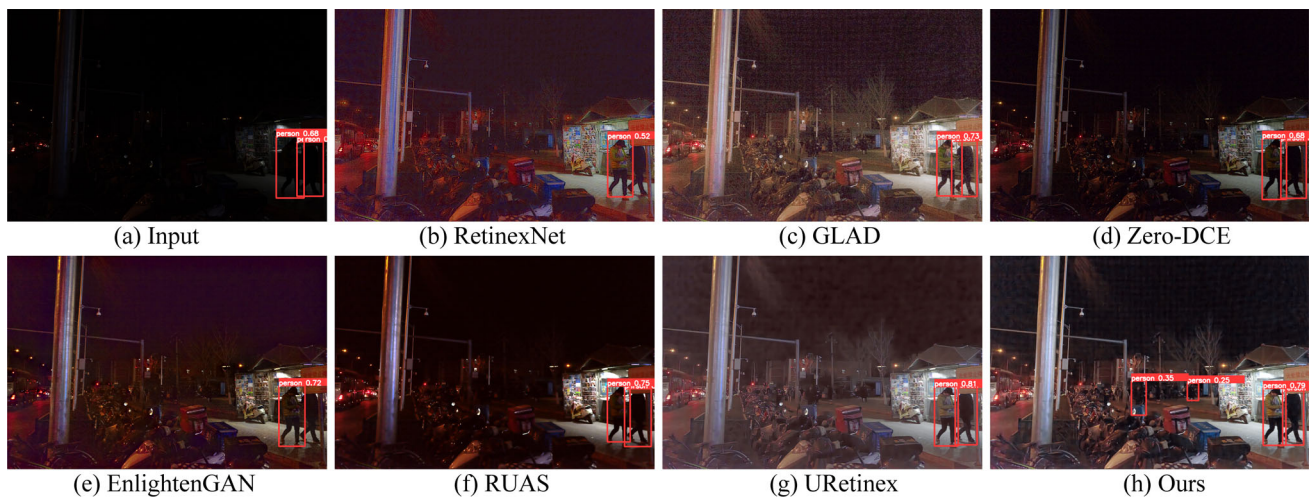 person 0.68
person 0.
person 0.52
person 0.73
person 0.68
(a) Input
(b) RetinexNet
(c) GLAD
(d) Zero-DCE
person 0.72
person 0.75
person 0.81
person 0.35
person 0.25
person 0.79
(e) EnlightenGAN
(f) RUAS
(g) URetinex
(h) Ours